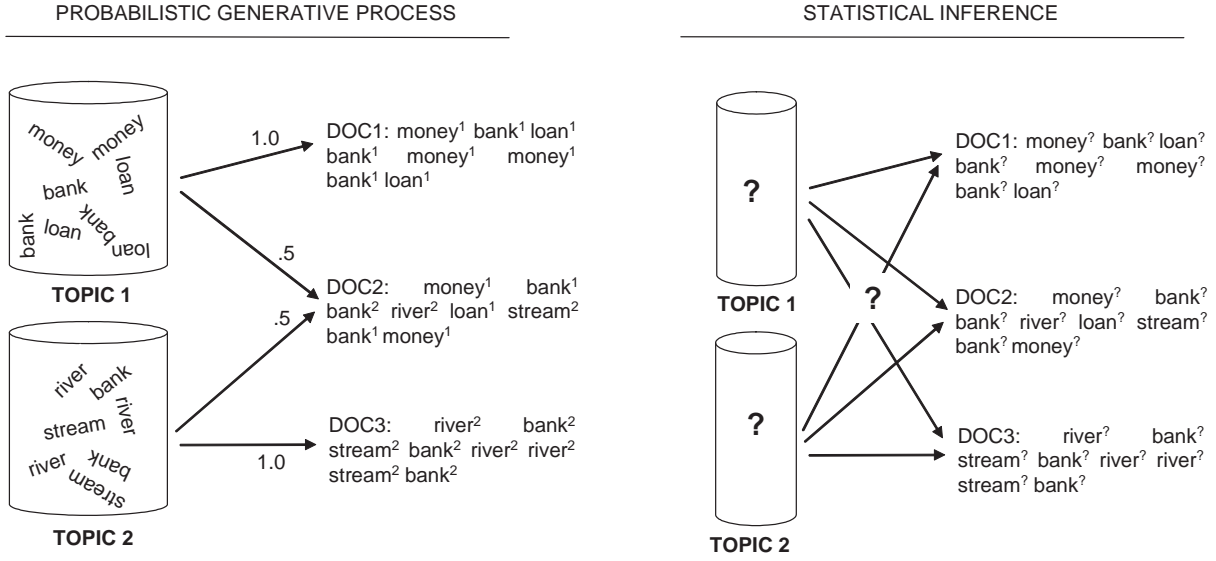 PROBABILISTIC GENERATIVE PROCESS
money
money
loan
bank
bank
bank
loan
loan
TOPIC 1
river
bank
river
stream
river
bank
stream
TOPIC 2
1.0
.5
.5
1.0
DOC1: money¹ bank¹ loan¹
bank¹ money¹ money¹
bank¹ loan¹
DOC2: money¹ bank¹
bank² river² loan¹ stream²
bank¹ money¹
DOC3: river² bank²
stream² bank² river² river²
stream² bank²
STATISTICAL INFERENCE
?
TOPIC 1
?
TOPIC 2
?
DOC1: money? bank? loan?
bank? money? money?
bank? loan?
DOC2: money? bank?
bank? river? loan? stream?
bank? money?
DOC3: river? bank?
stream? bank? river? river?
stream? bank?